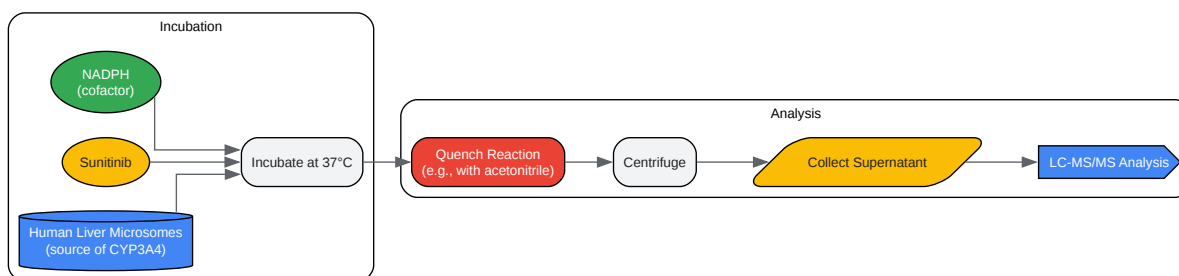 Incubation
NADPH
(cofactor)
Sunitinib
Incubate at 37°C
Human Liver Microsomes
(source of CYP3A4)
Analysis
Quench Reaction
(e.g., with acetonitrile)
Centrifuge
Collect Supernatant
LC-MS/MS Analysis